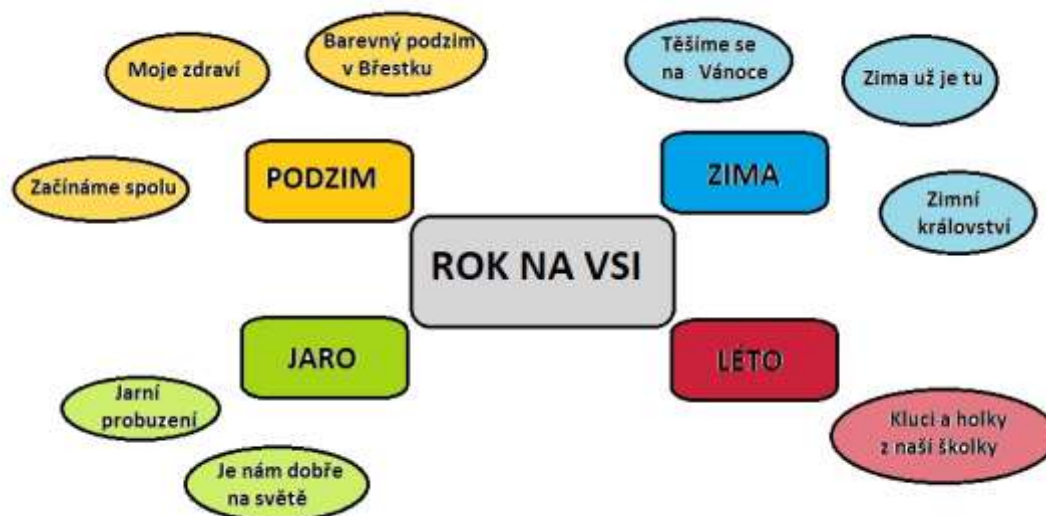 Moje zdraví
Barevný podzim
v Břestku
Začínáme spolu
PODZIM
Těšíme se
na Vánoce
Zima už je tu
ZIMA
Zimní
království
ROK NA VSI
JARO
Jarní
probuzení
Je nám dobře
na světě
LÉTO
Kluci a holky
z naší školky